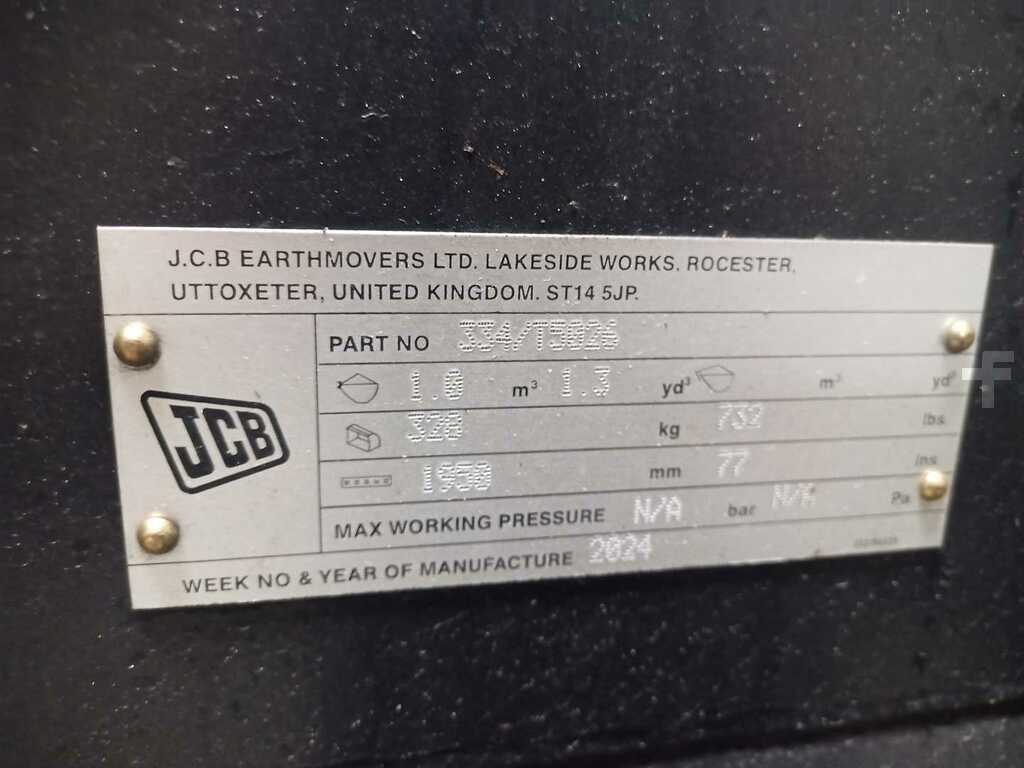 J.C.B EARTHMOVERS LTD. LAKESIDE WORKS, ROCESTER,
UTTOXETER, UNITED KINGDOM. ST14 5JP.
PART NO 334/T5026
1.0 m³ 1.3 yd³ m³ yd³
JCB
320 kg 732 lbs
1950 mm 77 ins
MAX WORKING PRESSURE N/A bar N/A Pa
WEEK NO & YEAR OF MANUFACTURE 2024